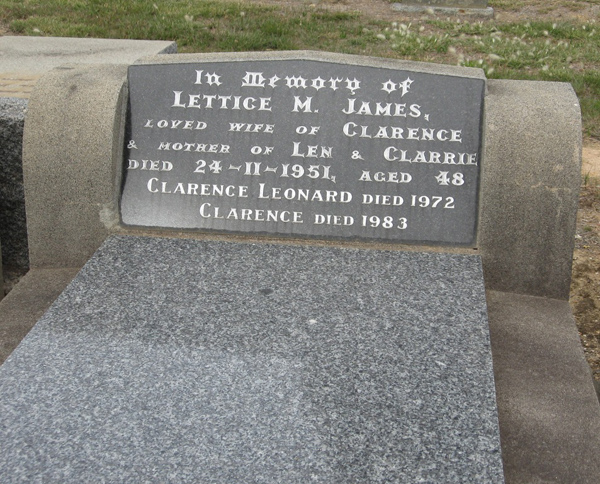 In Memory of
LETTICE M. JAMES,
LOVED WIFE OF CLARENCE
& MOTHER OF LEN & CLARRIE
DIED 24-11-1951, AGED 48
CLARENCE LEONARD DIED 1972
CLARENCE DIED 1983